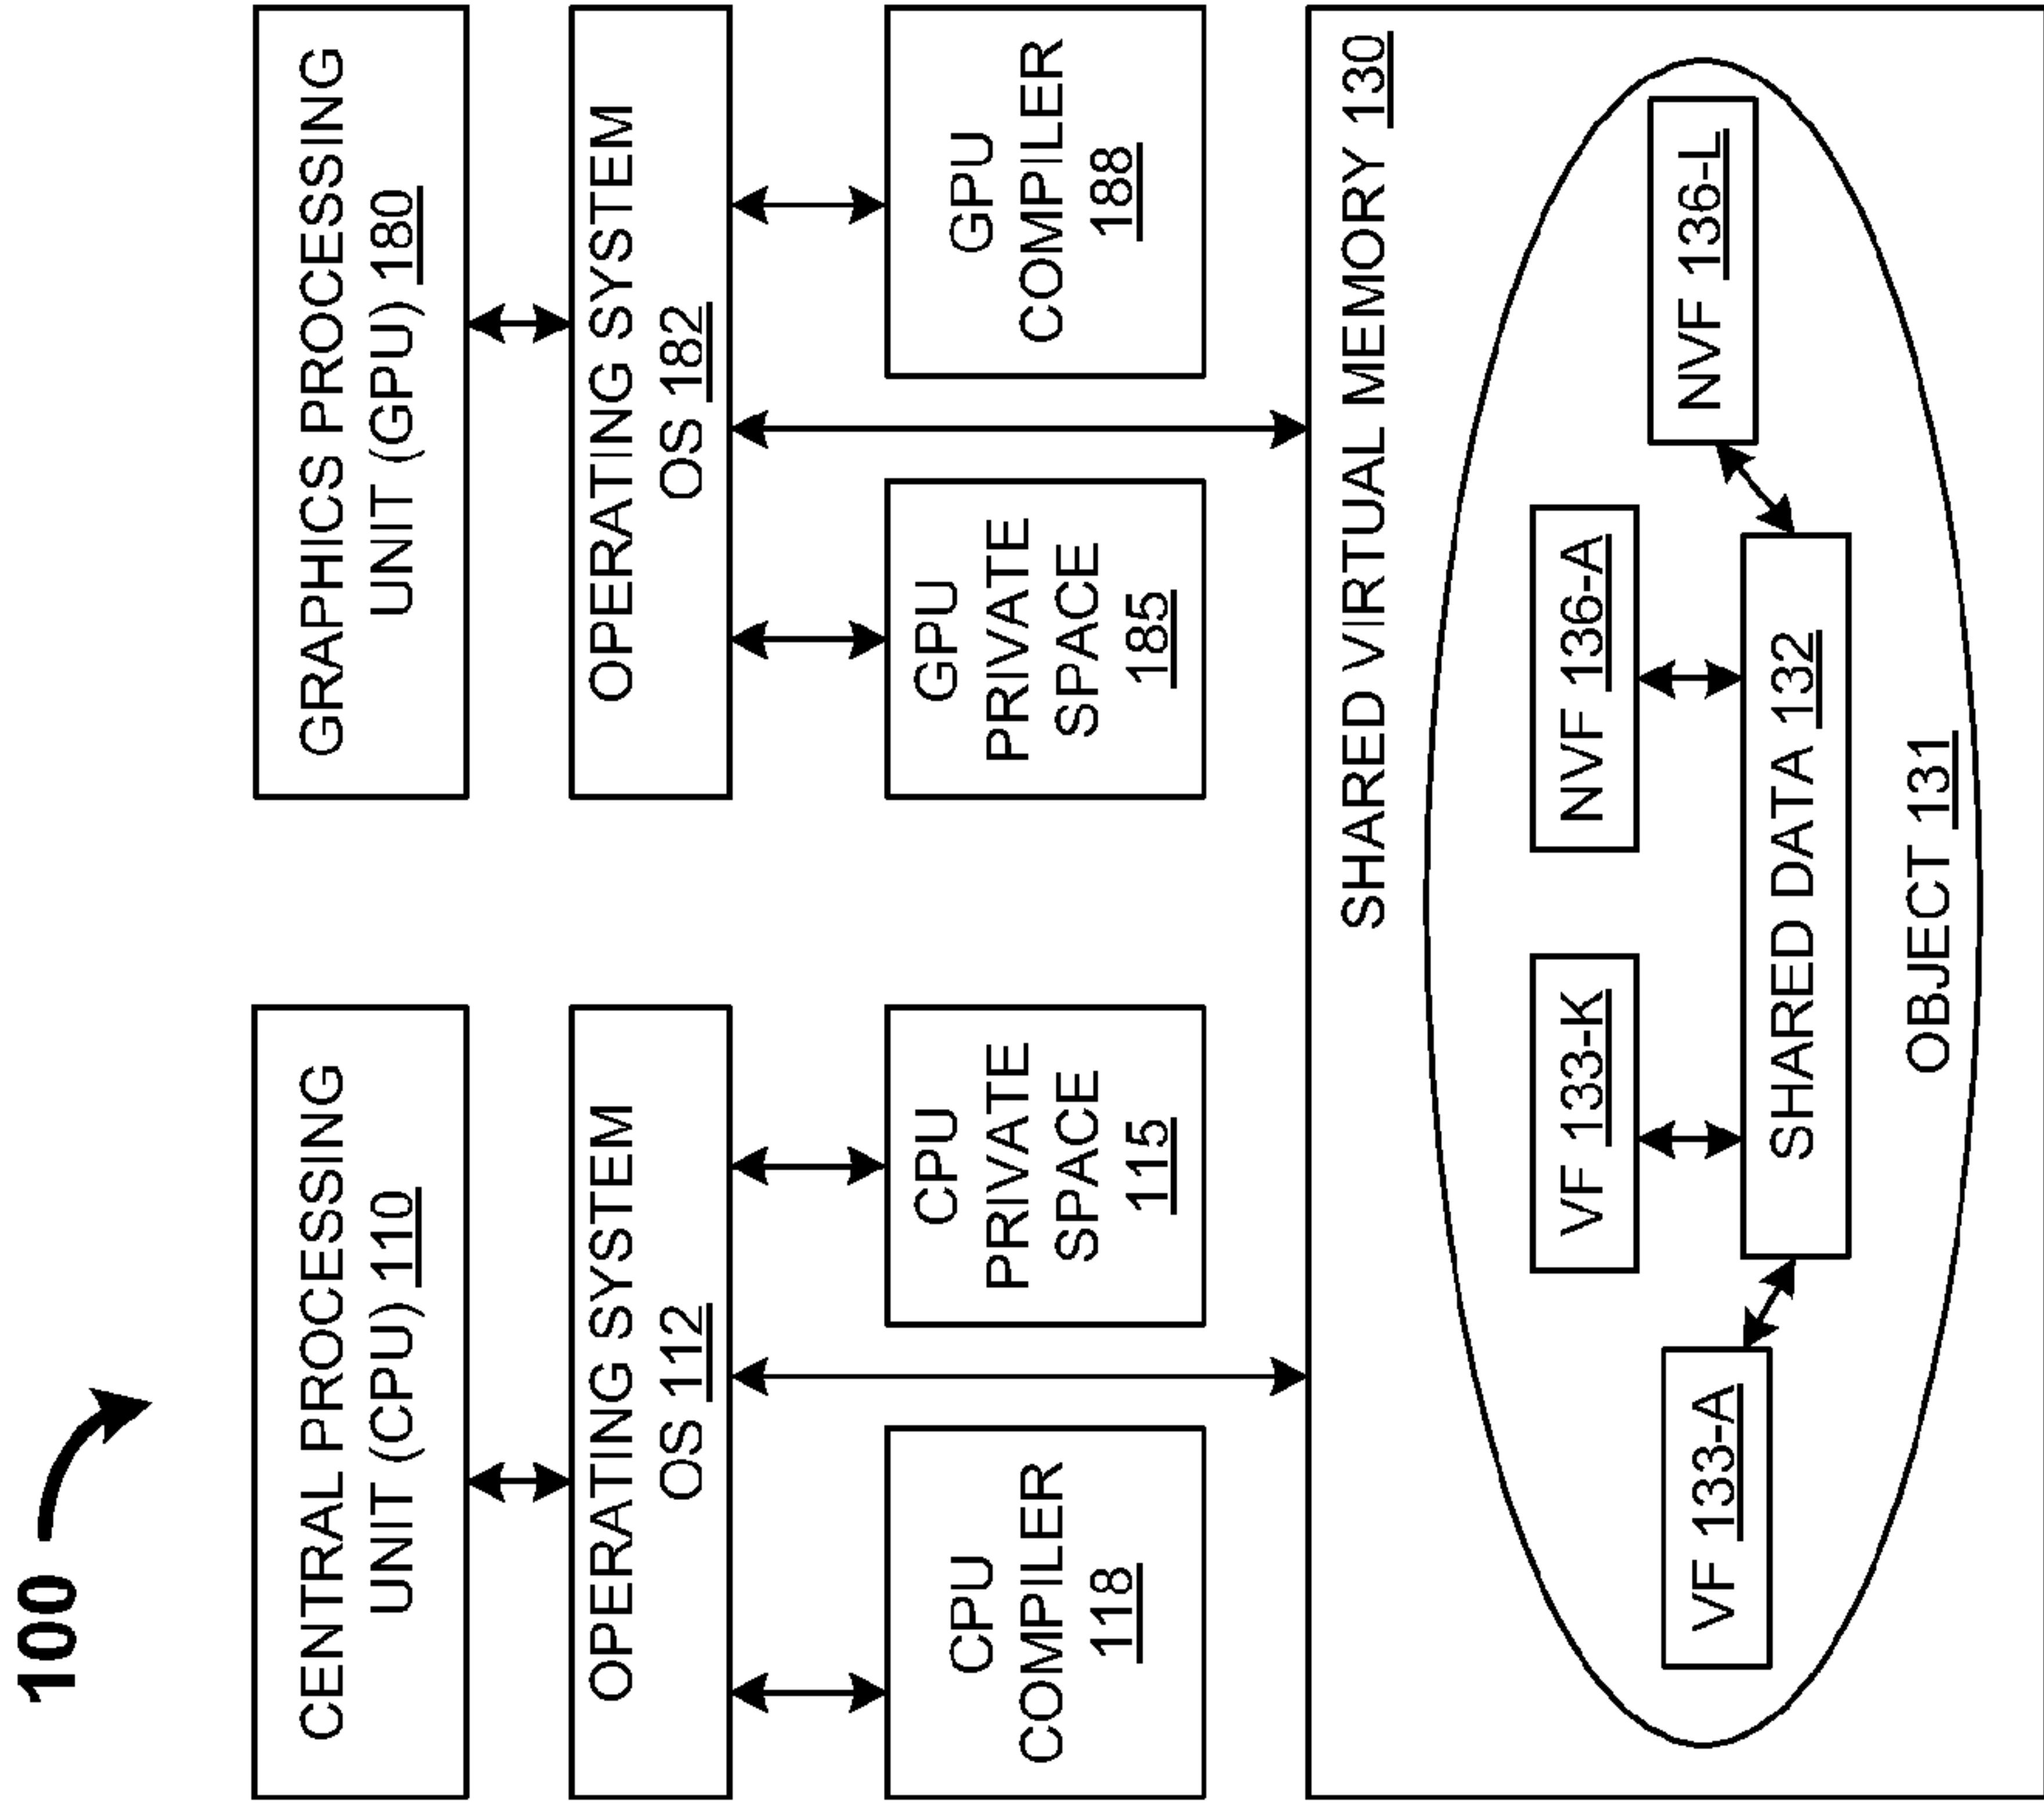 100
CENTRAL PROCESSING
UNIT (CPU) 110
GRAPHICS PROCESSING
UNIT (GPU) 180
OPERATING SYSTEM
OS 112
OPERATING SYSTEM
OS 182
CPU
COMPILER
118
CPU
PRIVATE
SPACE
115
GPU
PRIVATE
SPACE
185
GPU
COMPILER
188
SHARED VIRTUAL MEMORY 130
VF 133-A
VF 133-K
NVF 136-A
NVF 136-L
SHARED DATA 132
OBJECT 131